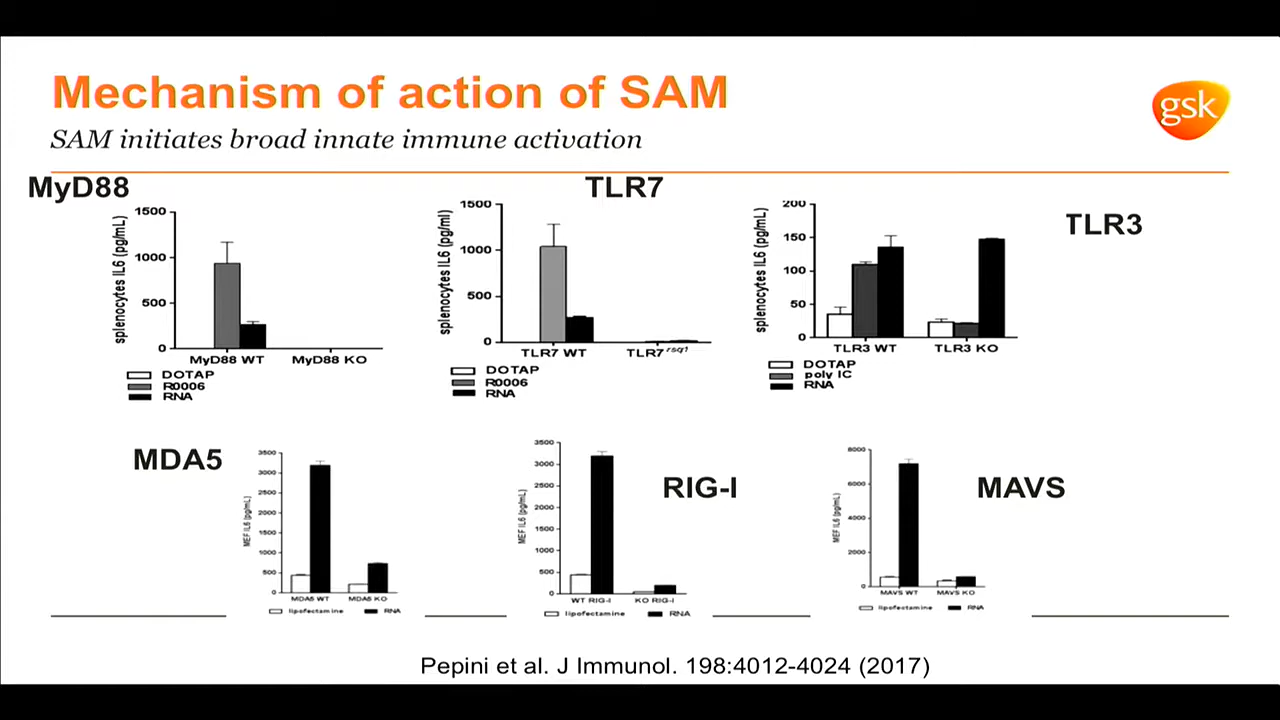 Mechanism of action of SAM
SAM initiates broad innate immune activation
gsk
MyD88
splenocytes IL6 (pg/mL)
1500
1000
500
0
MyD88 WT MyD88 KO
DOTAP
R0006
RNA
TLR7
splenocytes IL6 (pg/ml)
1500
1000
500
0
TLR7 WT TLR7 rsq1
DOTAP
R0006
RNA
TLR3
splenocytes IL6 (pg/mL)
200
150
100
50
0
TLR3 WT TLR3 KO
DOTAP
poly IC
RNA
MDA5
MEF IL6 (pg/mL)
3500
3000
2500
2000
1500
1000
500
0
MDA5 WT MDA5 KO
lipofectamine RNA
RIG-I
MEF IL6 (pg/mL)
3500
3000
2500
2000
1500
1000
500
0
WT RIG-I KO RIG-I
lipofectamine RNA
MAVS
MEF IL6 (pg/mL)
8000
6000
4000
2000
0
MAVS WT MAVS KO
lipofectamine RNA
Pepini et al. J Immunol. 198:4012-4024 (2017)